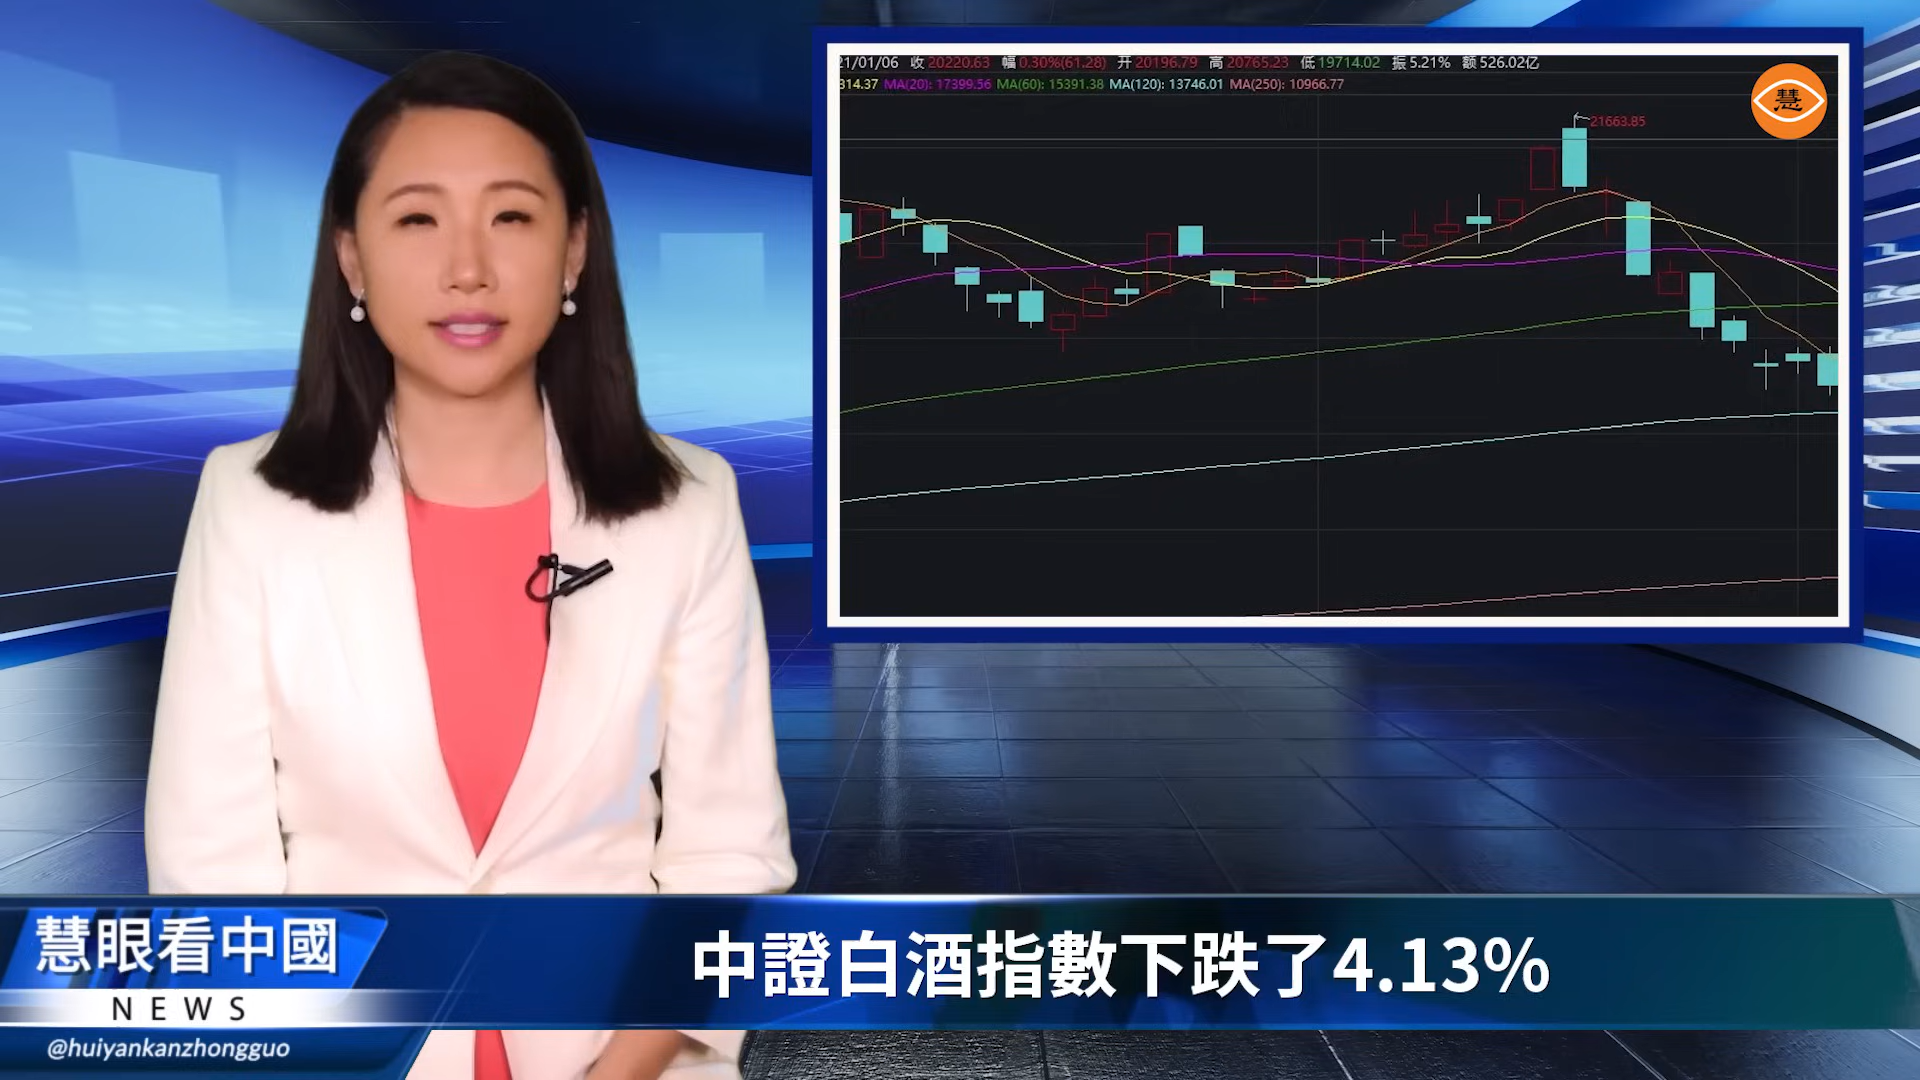 21/01/06 收 20220.63 幅 0.30%(61.28) 开 20196.79 高 20765.23 低 19714.02 振 5.21% 额 526.02亿
314.37 MA(20): 17399.56 MA(60): 15391.38 MA(120): 13746.01 MA(250): 10966.77
慧
21663.85
慧眼看中國
NEWS
@huiyankanzhongguo
中證白酒指數下跌了4.13%